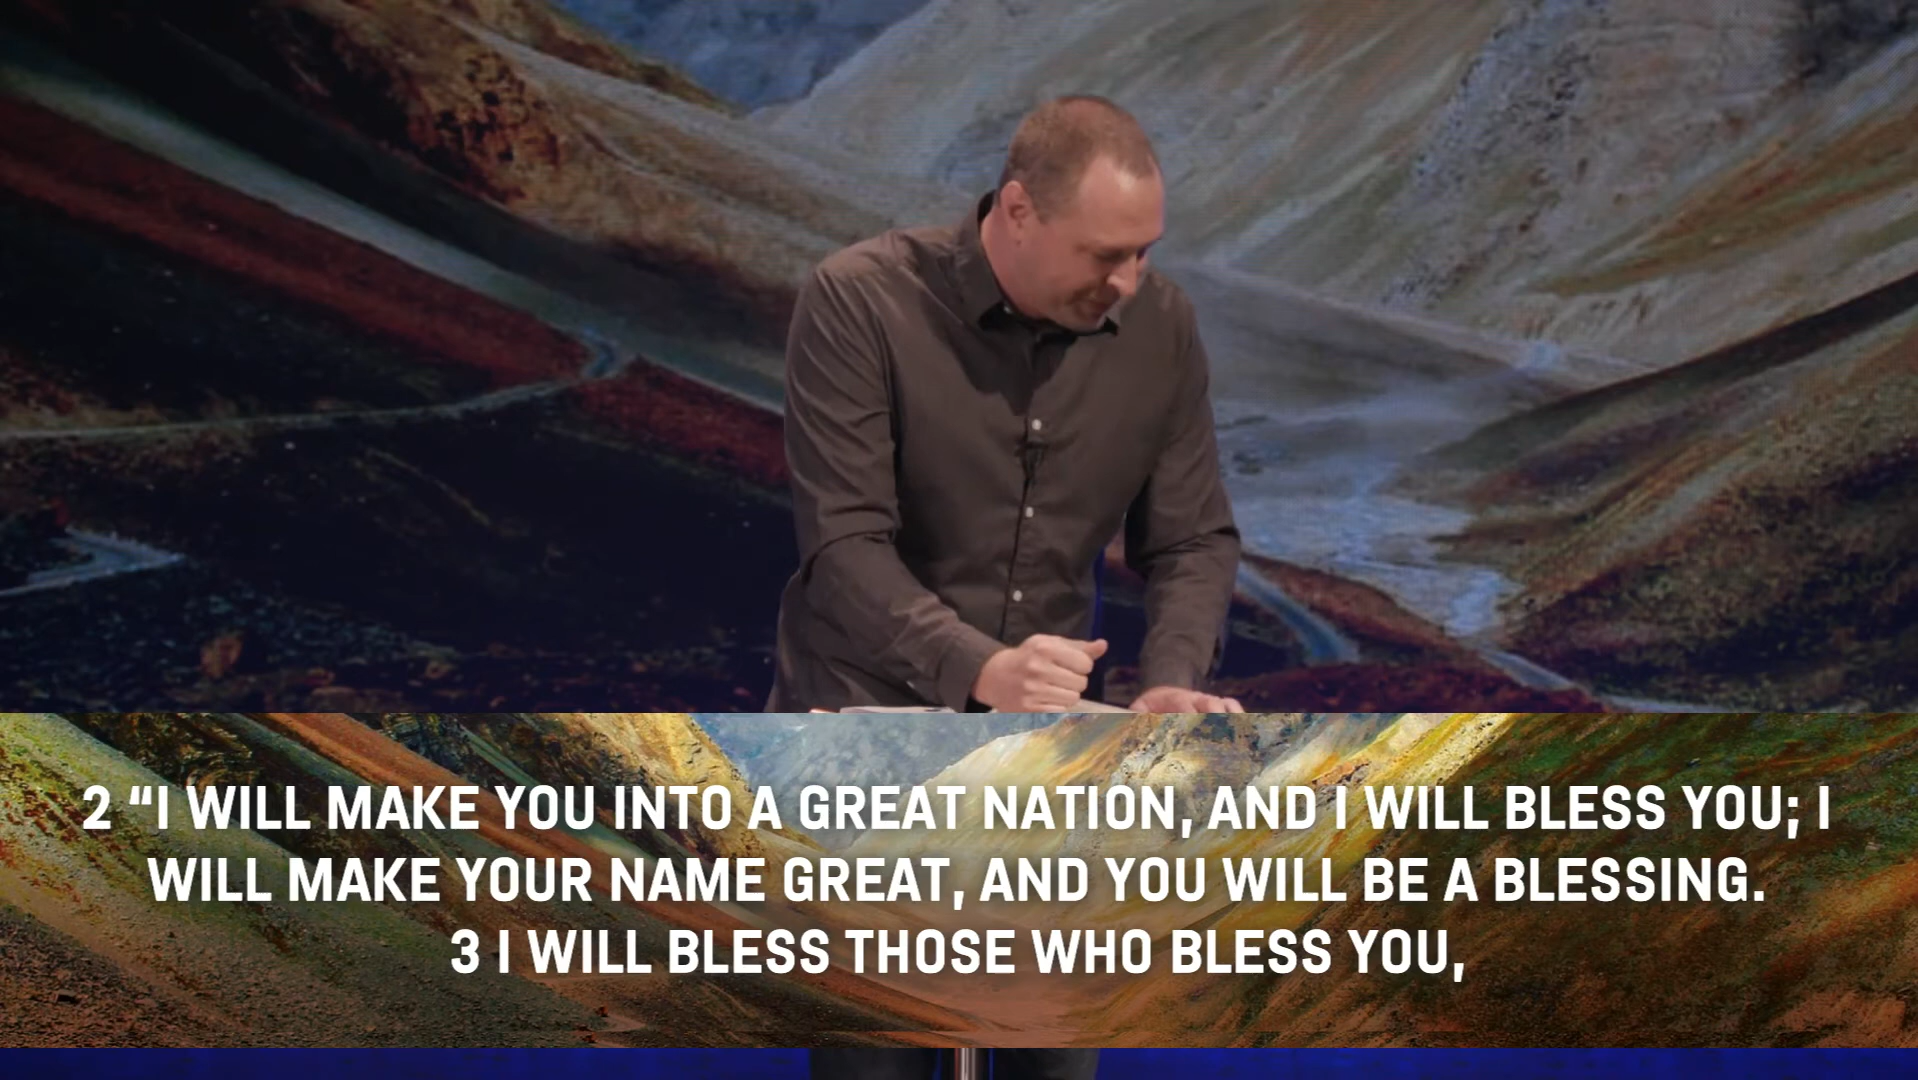 2 “I WILL MAKE YOU INTO A GREAT NATION, AND I WILL BLESS YOU; I
WILL MAKE YOUR NAME GREAT, AND YOU WILL BE A BLESSING.
3 I WILL BLESS THOSE WHO BLESS YOU,